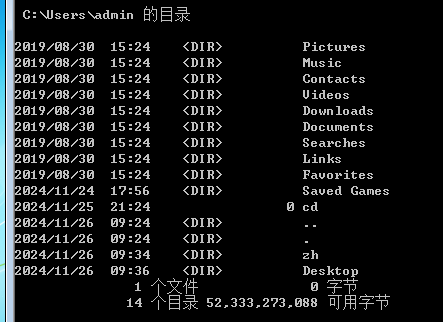 C:\Users\admin 的目录
2019/08/30  15:24    <DIR>          Pictures
2019/08/30  15:24    <DIR>          Music
2019/08/30  15:24    <DIR>          Contacts
2019/08/30  15:24    <DIR>          Videos
2019/08/30  15:24    <DIR>          Downloads
2019/08/30  15:24    <DIR>          Documents
2019/08/30  15:24    <DIR>          Searches
2019/08/30  15:24    <DIR>          Links
2019/08/30  15:24    <DIR>          Favorites
2024/11/24  17:56    <DIR>          Saved Games
2024/11/25  21:24                 0 cd
2024/11/26  09:24    <DIR>          ..
2024/11/26  09:24    <DIR>          .
2024/11/26  09:34    <DIR>          zh
2024/11/26  09:36    <DIR>          Desktop
1 个文件              0 字节
14 个目录 52,333,273,088 可用字节